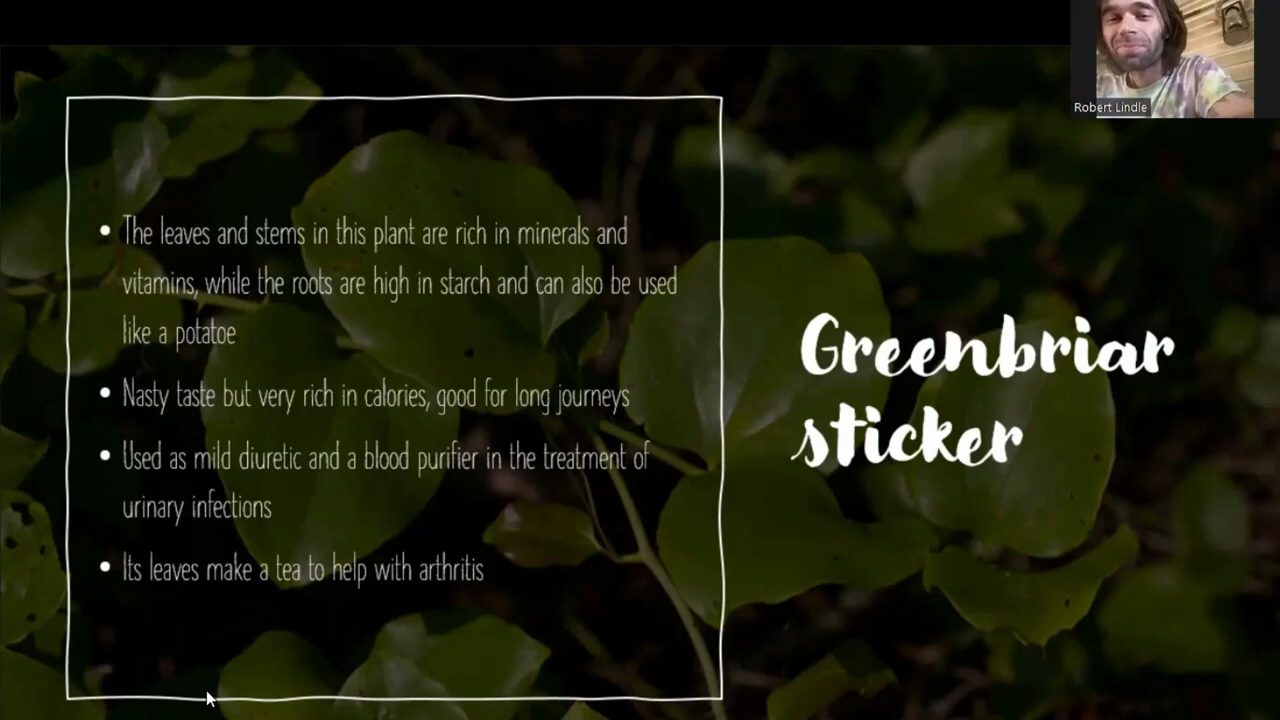 Robert Lindle
The leaves and stems in this plant are rich in minerals and
vitamins, while the roots are high in starch and can also be used
like a potatoe
Nasty taste but very rich in calories, good for long journeys
Used as mild diuretic and a blood purifier in the treatment of
urinary infections
Its leaves make a tea to help with arthritis
Greenbriar
sticker